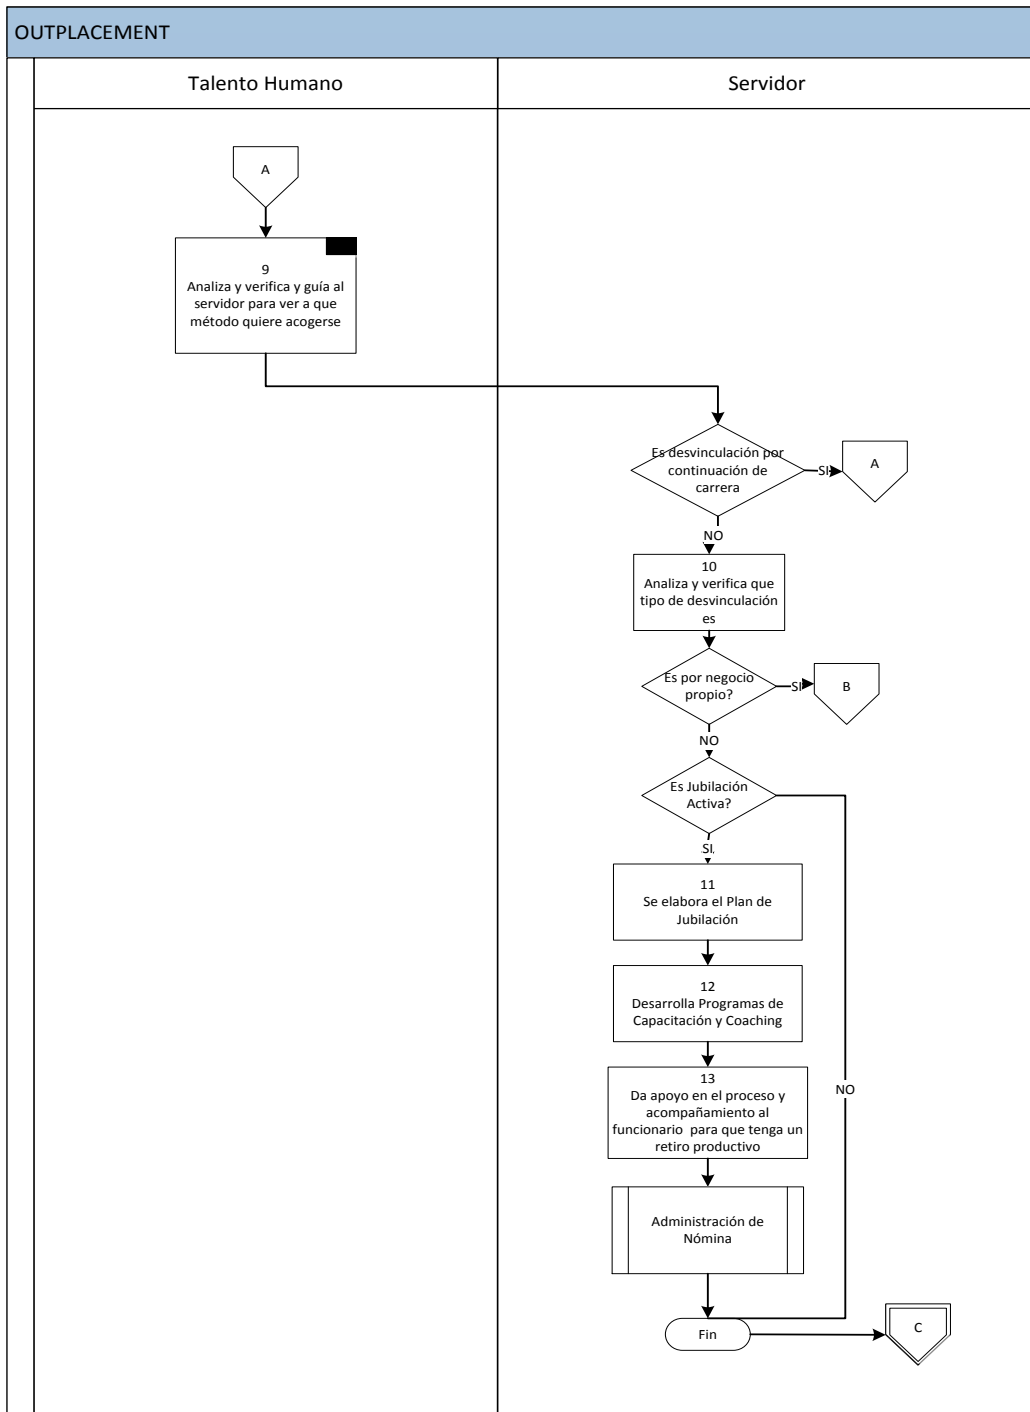 OUTPLACEMENT
Talento Humano
Servidor
A
9
Analiza y verifica y guía al
servidor para ver a que
método quiere acogerse
Es desvinculación por
continuación de
carrera
SI
A
NO
10
Analiza y verifica que
tipo de desvinculación
es
Es por negocio
propio?
SI
B
NO
Es Jubilación
Activa?
SI
11
Se elabora el Plan de
Jubilación
12
Desarrolla Programas de
Capacitación y Coaching
13
Da apoyo en el proceso y
acompañamiento al
funcionario para que tenga un
retiro productivo
NO
Administración de
Nómina
Fin
C